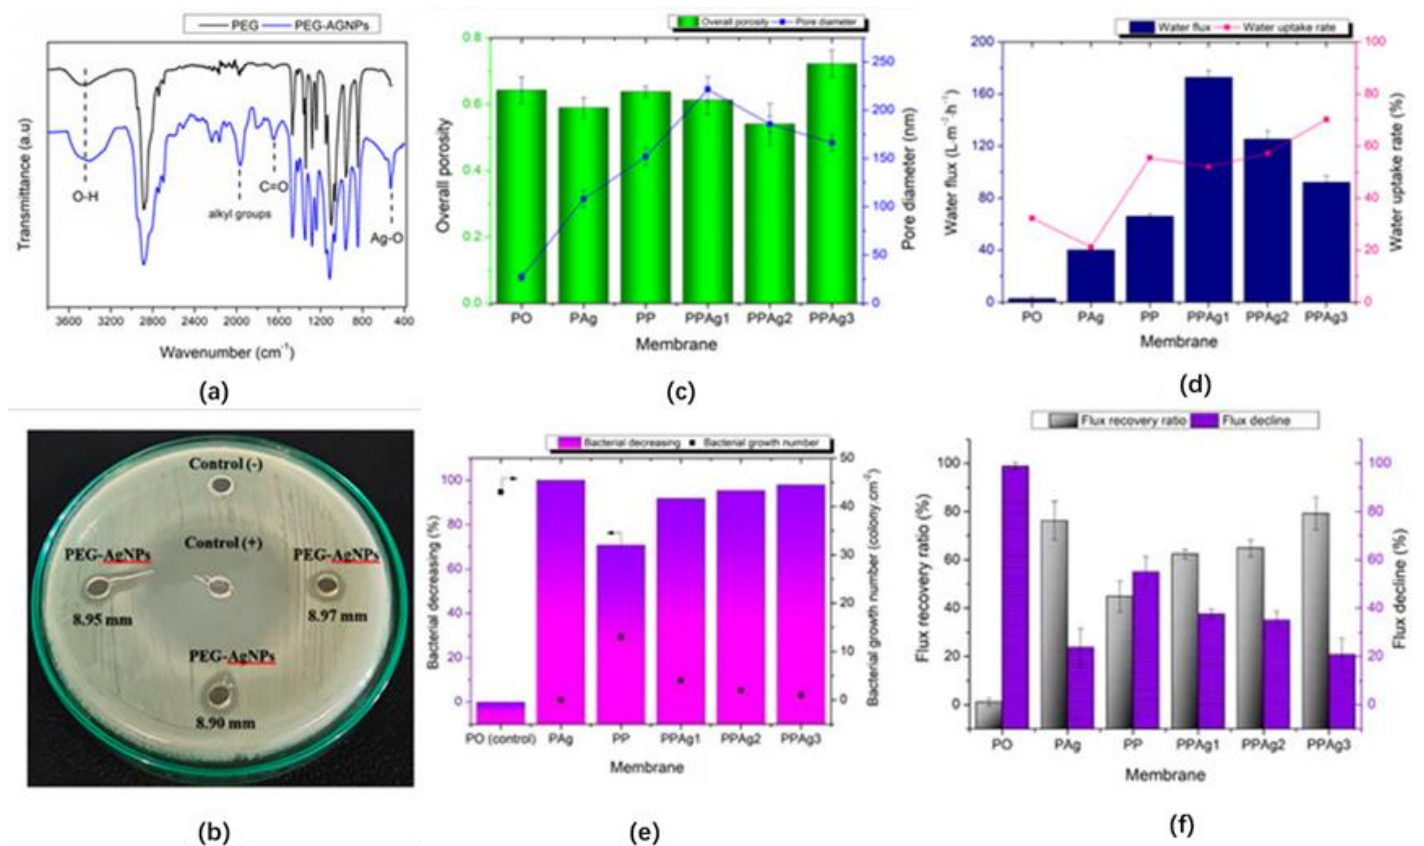 PEG PEG-AGNPs
Transmittance (a.u)
O-H
alkyl groups
C=O
Ag-O
3600 3200 2800 2400 2000 1600 1200 800 400
Wavenumber (cm⁻¹)
(a)
Overall porosity Pore diameter
Overall porosity
0.8
0.6
0.4
0.2
0.0
250
200
150
100
50
0
Pore diameter (nm)
PO PAg PP PPAg1 PPAg2 PPAg3
Membrane
(c)
Water flux Water uptake rate
Water flux (L·m⁻²·h⁻¹)
200
160
120
80
40
0
100
80
60
40
20
0
Water uptake rate (%)
PO PAg PP PPAg1 PPAg2 PPAg3
Membrane
(d)
Control (-)
Control (+)
PEG-AgNPs
8.95 mm
PEG-AgNPs
8.97 mm
PEG-AgNPs
8.90 mm
(b)
Bacterial decreasing Bacterial growth number
Bacterial decreasing (%)
100
80
60
40
20
0
50
40
30
20
10
0
Bacterial growth number (colony.cm⁻²)
PO (control) PAg PP PPAg1 PPAg2 PPAg3
Membrane
(e)
Flux recovery ratio Flux decline
Flux recovery ratio (%)
100
80
60
40
20
0
100
80
60
40
20
0
Flux decline (%)
PO PAg PP PPAg1 PPAg2 PPAg3
Membrane
(f)